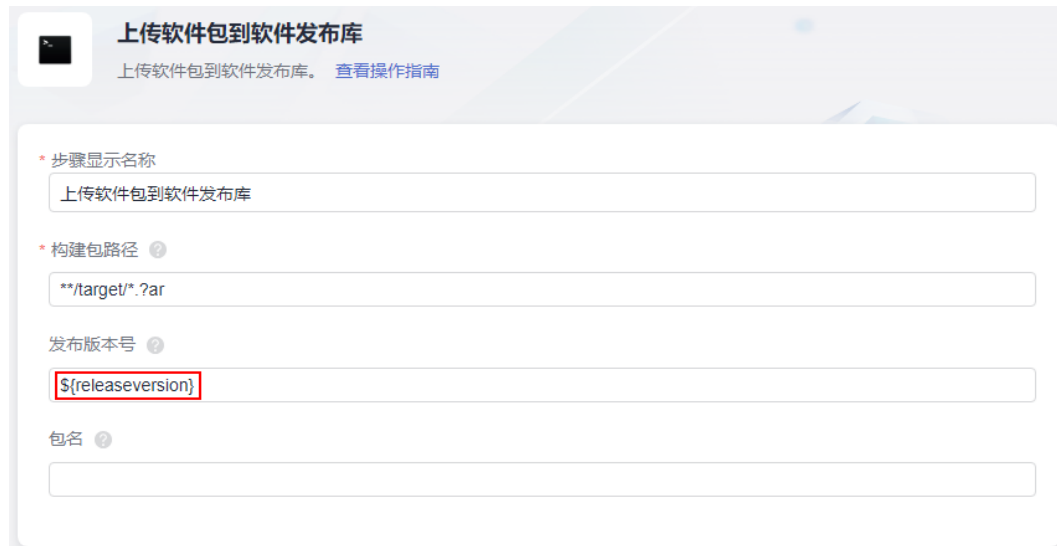 上传软件包到软件发布库
上传软件包到软件发布库。 查看操作指南
* 步骤显示名称
上传软件包到软件发布库
* 构建包路径 ?
**/target/*.?ar
发布版本号 ?
${releaseversion}
包名 ?